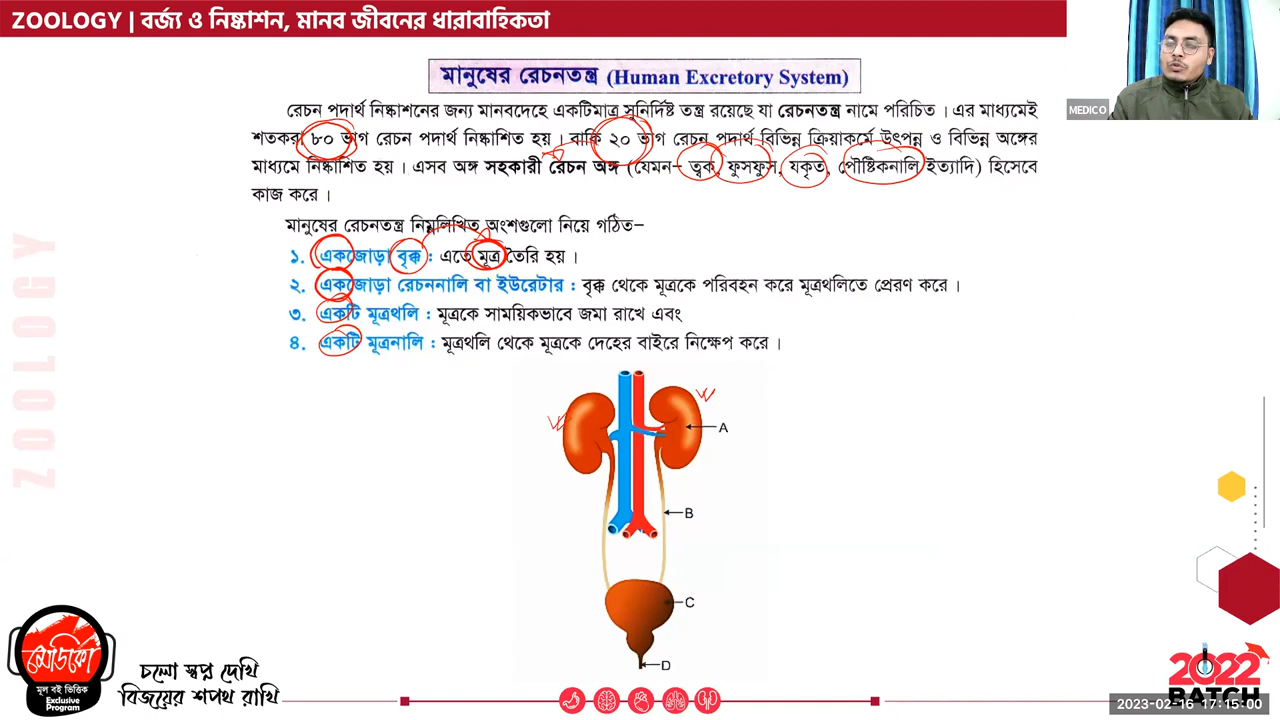 ZOOLOGY | বর্জ্য ও নিষ্কাশন, মানব জীবনের ধারাবাহিকতা
MEDICO
মানুষের রেচনতন্ত্র (Human Excretory System)
রেচন পদার্থ নিষ্কাশনের জন্য মানবদেহে একটিমাত্র সুনির্দিষ্ট তন্ত্র রয়েছে যা রেচনতন্ত্র নামে পরিচিত। এর মাধ্যমেই
শতকরা ৮০ ভাগ রেচন পদার্থ নিষ্কাশিত হয়। বাকি ২০ ভাগ রেচন পদার্থ বিভিন্ন ক্রিয়াকর্মে উৎপন্ন ও বিভিন্ন অঙ্গের
মাধ্যমে নিষ্কাশিত হয়। এসব অঙ্গ সহকারী রেচন অঙ্গ (যেমন- ত্বক, ফুসফুস, যকৃত, পৌষ্টিকনালি ইত্যাদি) হিসেবে
কাজ করে।
মানুষের রেচনতন্ত্র নিম্নলিখিত অংশগুলো নিয়ে গঠিত–
১. একজোড়া বৃক্ক : এতে মূত্র তৈরি হয়।
২. একজোড়া রেচননালি বা ইউরেটার : বৃক্ক থেকে মূত্রকে পরিবহন করে মূত্রথলিতে প্রেরণ করে।
৩. একটি মূত্রথলি : মূত্রকে সাময়িকভাবে জমা রাখে এবং
৪. একটি মূত্রনালি : মূত্রথলি থেকে মূত্রকে দেহের বাইরে নিক্ষেপ করে।
A
B
C
D
ZOOLOGY
মেডিকো
মূল বই ভিত্তিক
Exclusive
Program
চলো স্বপ্ন দেখি
বিজয়ের শপথ রাখি
2022
BATCH
2023-02-16 17:15:00